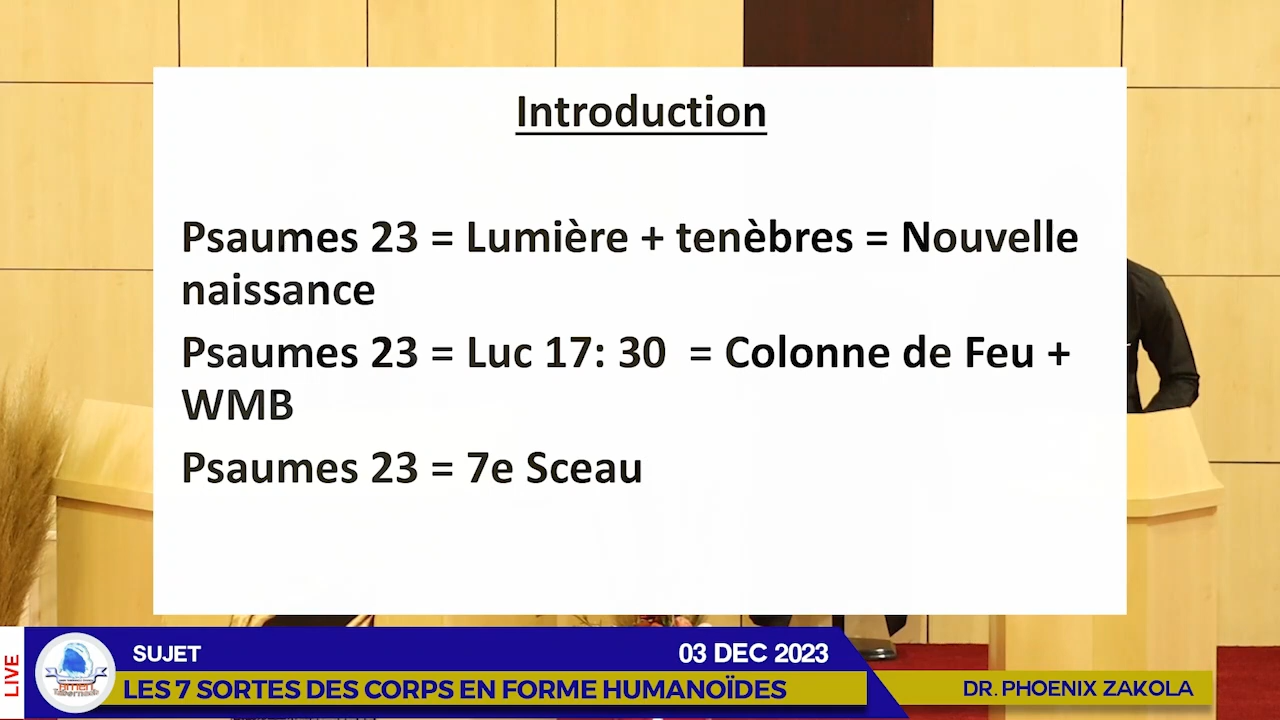 Introduction
Psaumes 23 = Lumière + tenèbres = Nouvelle
naissance
Psaumes 23 = Luc 17: 30 = Colonne de Feu +
WMB
Psaumes 23 = 7e Sceau
LIVE
SUJET
03 DEC 2023
LES 7 SORTES DES CORPS EN FORME HUMANOÏDES
DR. PHOENIX ZAKOLA